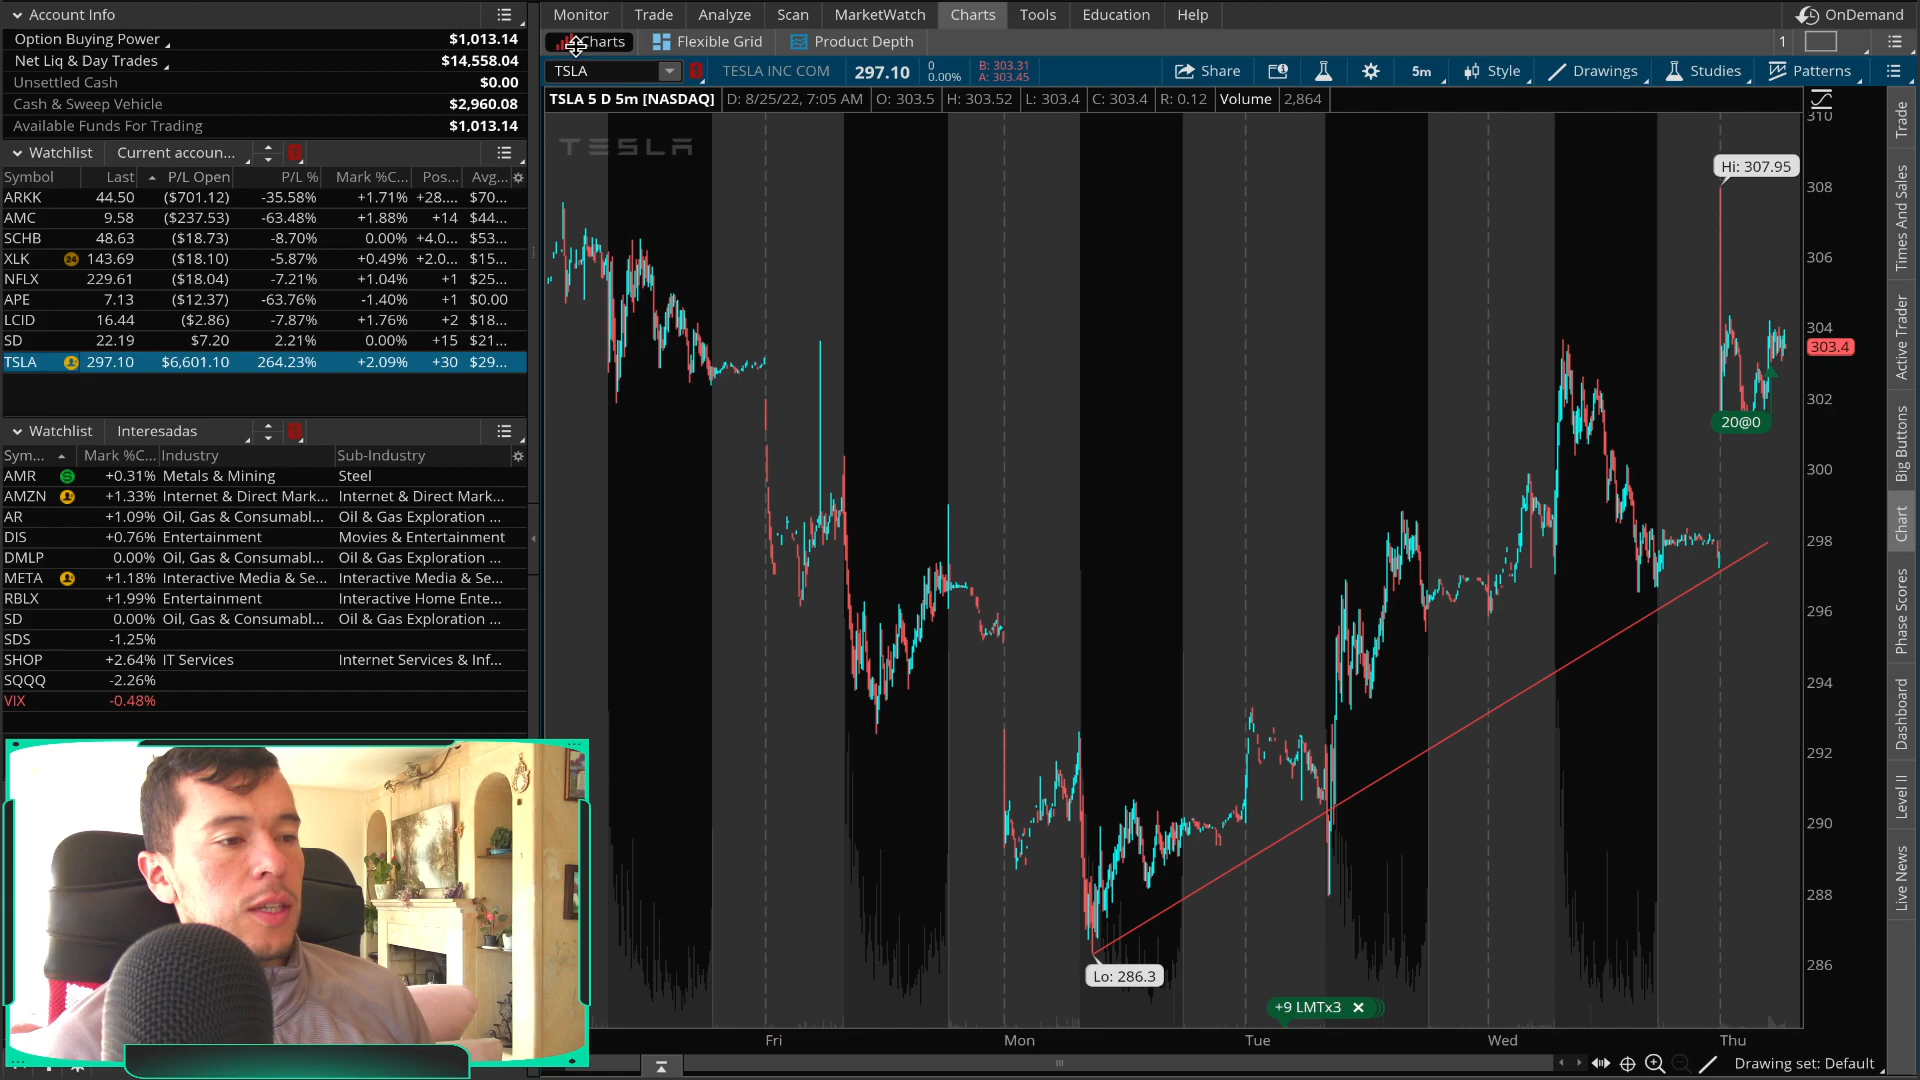 Account Info
Option Buying Power $1,013.14
Net Liq & Day Trades $14,558.04
Unsettled Cash $0.00
Cash & Sweep Vehicle $2,960.08
Available Funds For Trading $1,013.14
Watchlist Current accoun...
Symbol Last P/L Open P/L % Mark %C... Pos... Avg...
ARKK 44.50 ($701.12) -35.58% +1.71% +28.... $70...
AMC 9.58 ($237.53) -63.48% +1.88% +14 $44...
SCHB 48.63 ($18.73) -8.70% 0.00% +4.0... $53...
XLK 24 143.69 ($18.10) -5.87% +0.49% +2.0... $15...
NFLX 229.61 ($18.04) -7.21% +1.04% +1 $25...
APE 7.13 ($12.37) -63.76% -1.40% +1 $0.00
LCID 16.44 ($2.86) -7.87% +1.76% +2 $18...
SD 22.19 $7.20 2.21% 0.00% +15 $21...
TSLA 297.10 $6,601.10 264.23% +2.09% +30 $29...
Watchlist Interesadas
Sym... Mark %C... Industry Sub-Industry
AMR +0.31% Metals & Mining Steel
AMZN +1.33% Internet & Direct Mark... Internet & Direct Mark...
AR +1.09% Oil, Gas & Consumabl... Oil & Gas Exploration ...
DIS +0.76% Entertainment Movies & Entertainment
DMLP 0.00% Oil, Gas & Consumabl... Oil & Gas Exploration ...
META +1.18% Interactive Media & Se... Interactive Media & Se...
RBLX +1.99% Entertainment Interactive Home Ente...
SD 0.00% Oil, Gas & Consumabl... Oil & Gas Exploration ...
SDS -1.25%
SHOP +2.64% IT Services Internet Services & Inf...
SQQQ -2.26%
VIX -0.48%
Monitor Trade Analyze Scan MarketWatch Charts Tools Education Help OnDemand
Charts Flexible Grid Product Depth 1
TSLA TESLA INC COM 297.10 0 0.00% B: 303.31 A: 303.45 Share 5m Style Drawings Studies Patterns
TSLA 5 D 5m [NASDAQ] D: 8/25/22, 7:05 AM O: 303.5 H: 303.52 L: 303.4 C: 303.4 R: 0.12 Volume 2,864
TESLA
310
Hi: 307.95
308
306
304
303.4
302
20@0
300
298
296
294
292
290
288
286
Lo: 286.3
+9 LMTx3
Fri Mon Tue Wed Thu
Drawing set: Default
Trade
Times And Sales
Active Trader
Big Buttons
Chart
Phase Scores
Dashboard
Level II
Live News